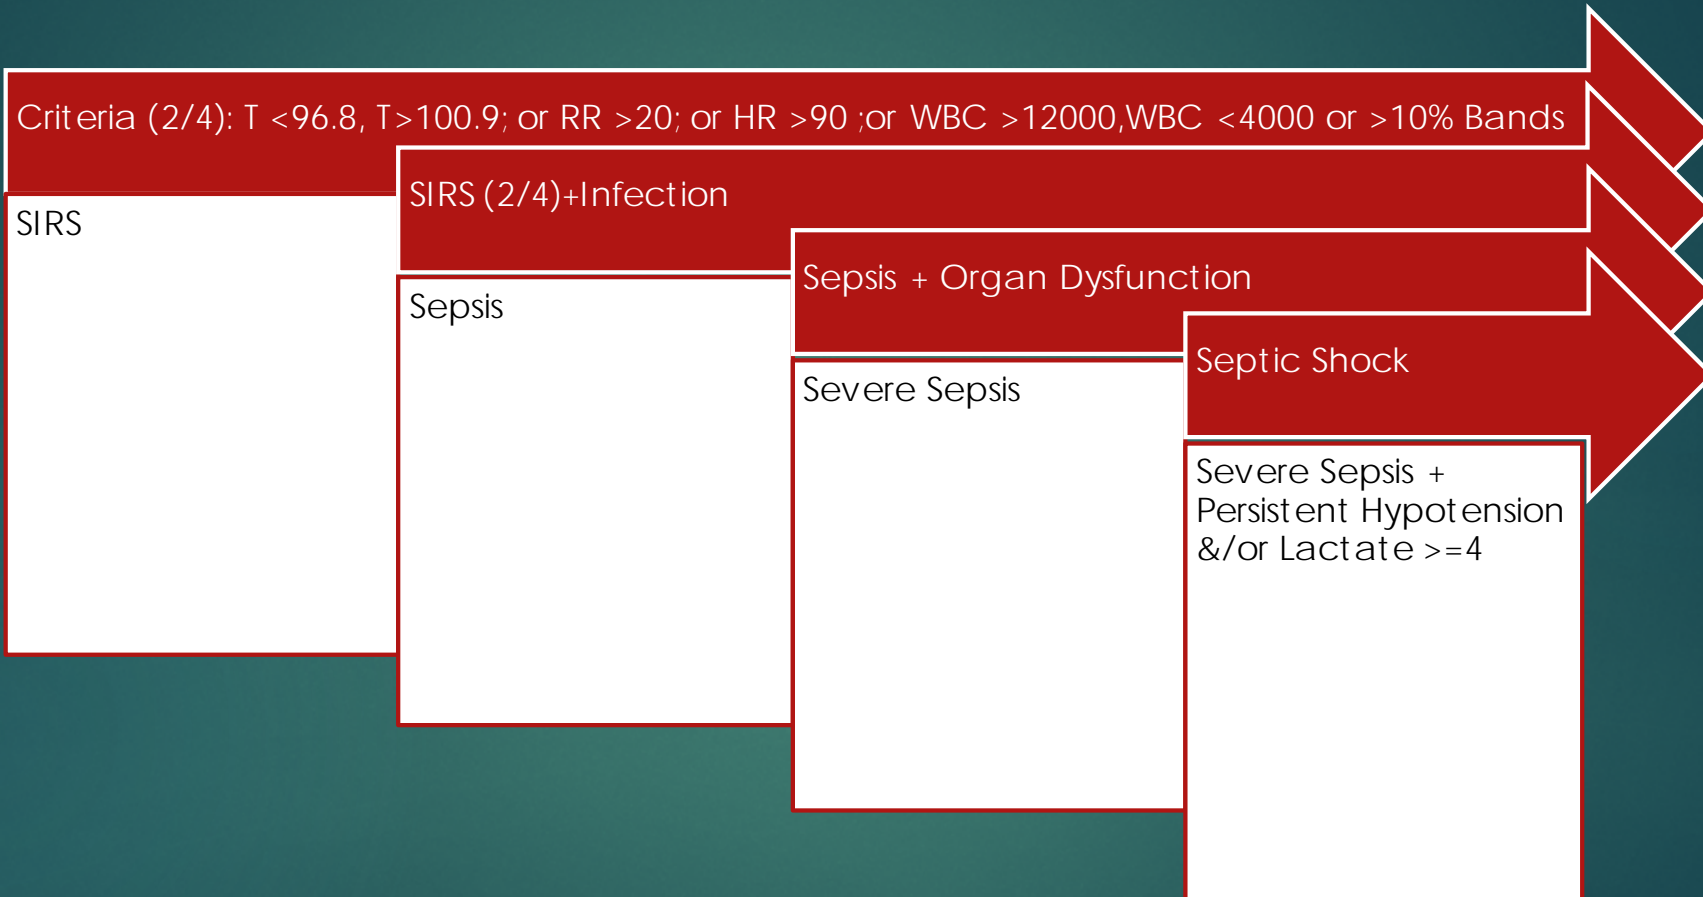 Criteria (2/4): T <96.8, T>100.9; or RR >20; or HR >90 ;or WBC >12000,WBC <4000 or >10% Bands
SIRS
SIRS (2/4)+Infection
Sepsis
Sepsis + Organ Dysfunction
Severe Sepsis
Septic Shock
Severe Sepsis +
Persistent Hypotension
&/or Lactate >=4